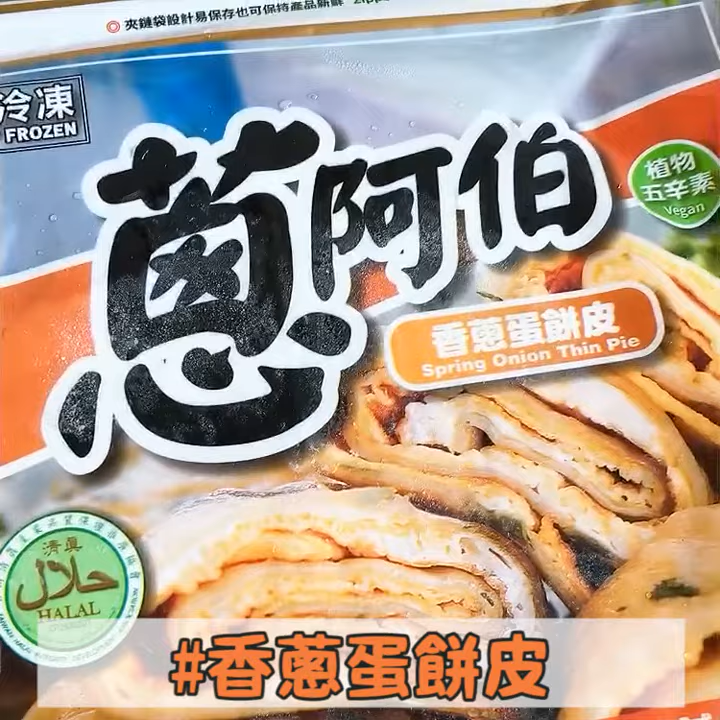 ◎ 夾鏈袋設計易保存也可保持產品新鮮
冷凍
FROZEN
蔥阿伯
植物
五辛素
Vegan
香蔥蛋餅皮
Spring Onion Thin Pie
清真
حلال
HALAL
#香蔥蛋餅皮